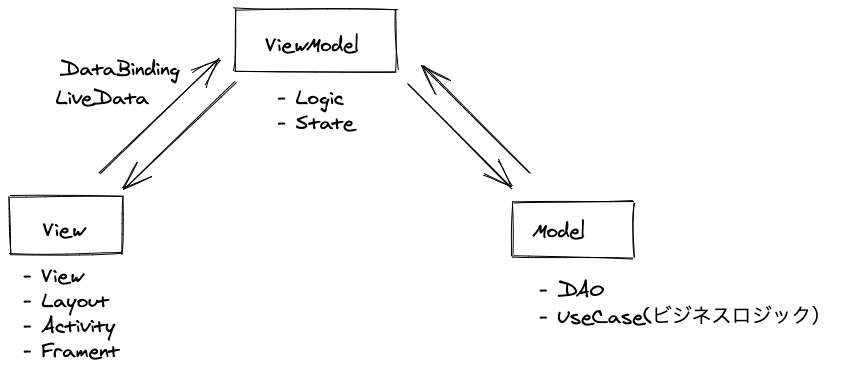 ViewModel
DataBinding
LiveData
- Logic
- State
View
- View
- Layout
- Activity
- Frament
Model
- DAO
- UseCase(ビジネスロジック)